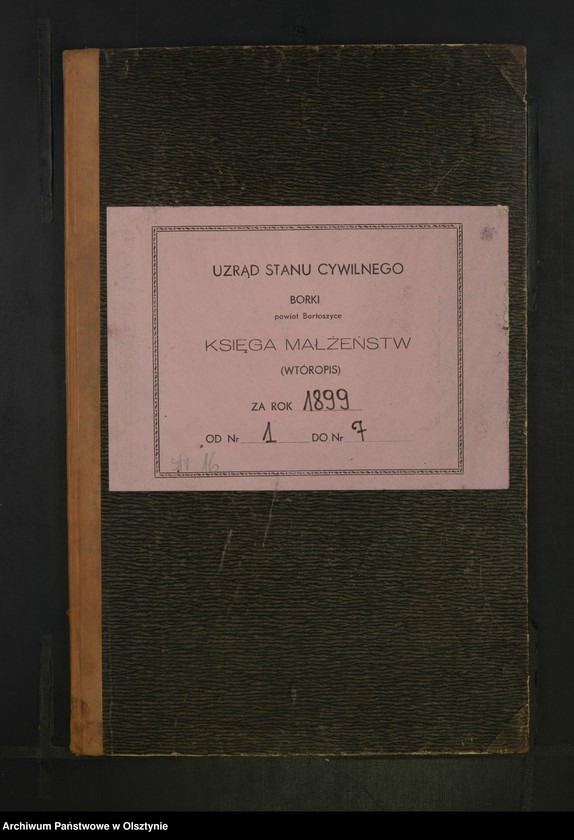 UZRĄD STANU CYWILNEGO
BORKI
powiat Bartoszyce
KSIĘGA MAŁŻEŃSTW
(WTÓROPIS)
ZA ROK 1899
OD Nr 1 DO Nr 7
16
Archiwum Państwowe w Olsztynie